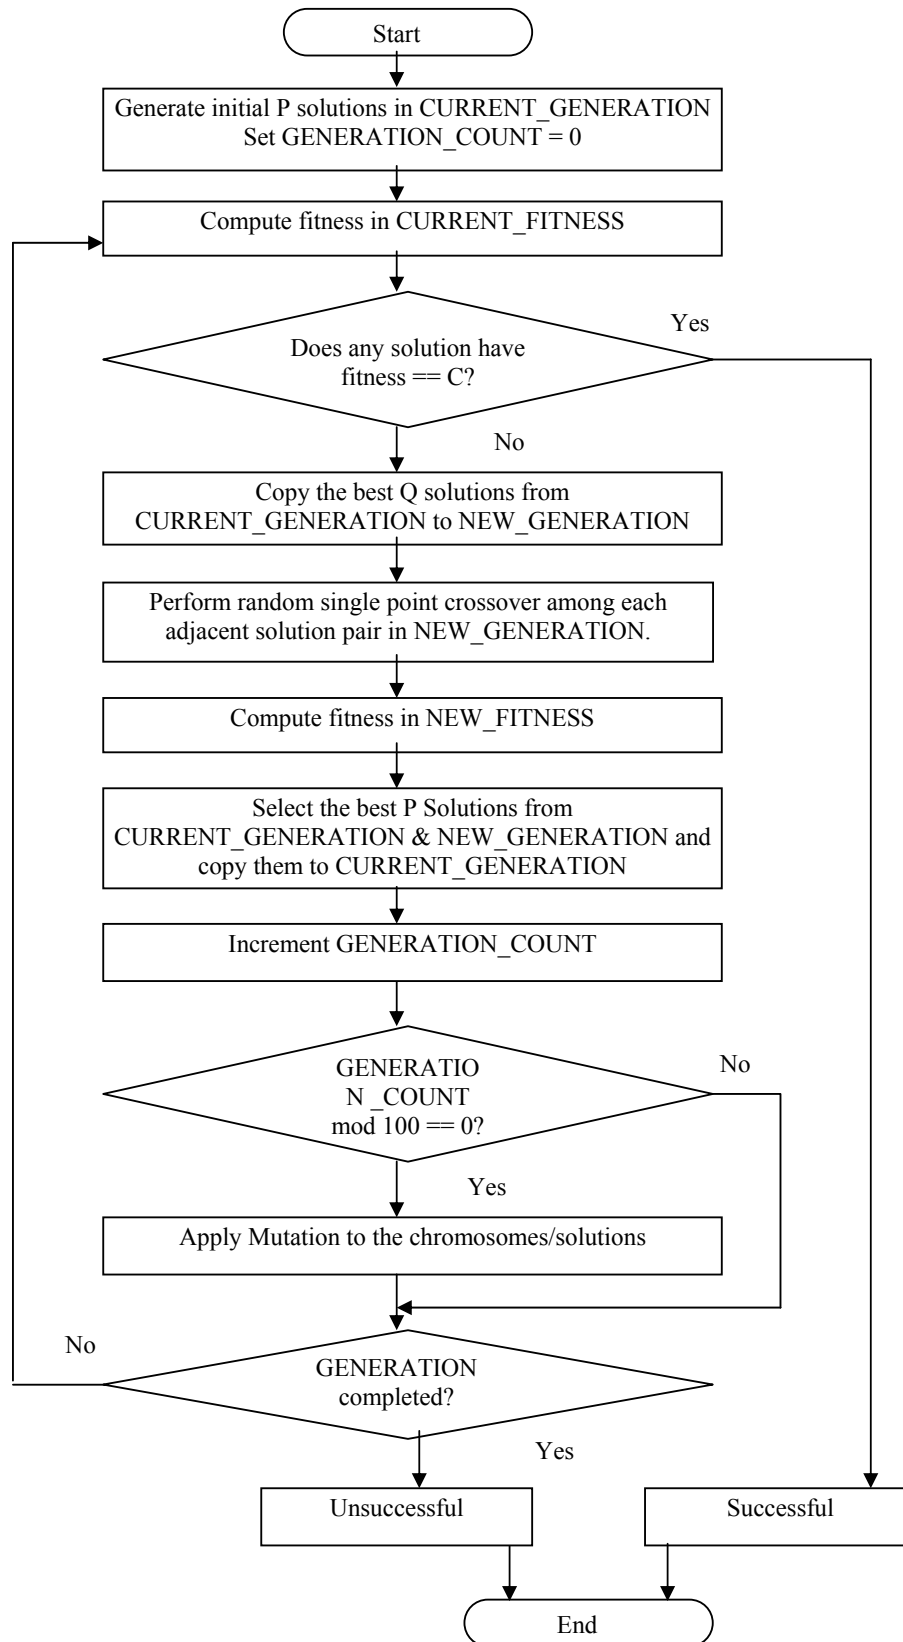 Start
Generate initial P solutions in CURRENT_GENERATION
Set GENERATION_COUNT = 0
Compute fitness in CURRENT_FITNESS
Yes
Does any solution have
fitness == C?
No
Copy the best Q solutions from
CURRENT_GENERATION to NEW_GENERATION
Perform random single point crossover among each
adjacent solution pair in NEW_GENERATION.
Compute fitness in NEW_FITNESS
Select the best P Solutions from
CURRENT_GENERATION & NEW_GENERATION and
copy them to CURRENT_GENERATION
Increment GENERATION_COUNT
GENERATIO
N _COUNT
mod 100 == 0?
No
Yes
Apply Mutation to the chromosomes/solutions
No
GENERATION
completed?
Yes
Unsuccessful
Successful
End